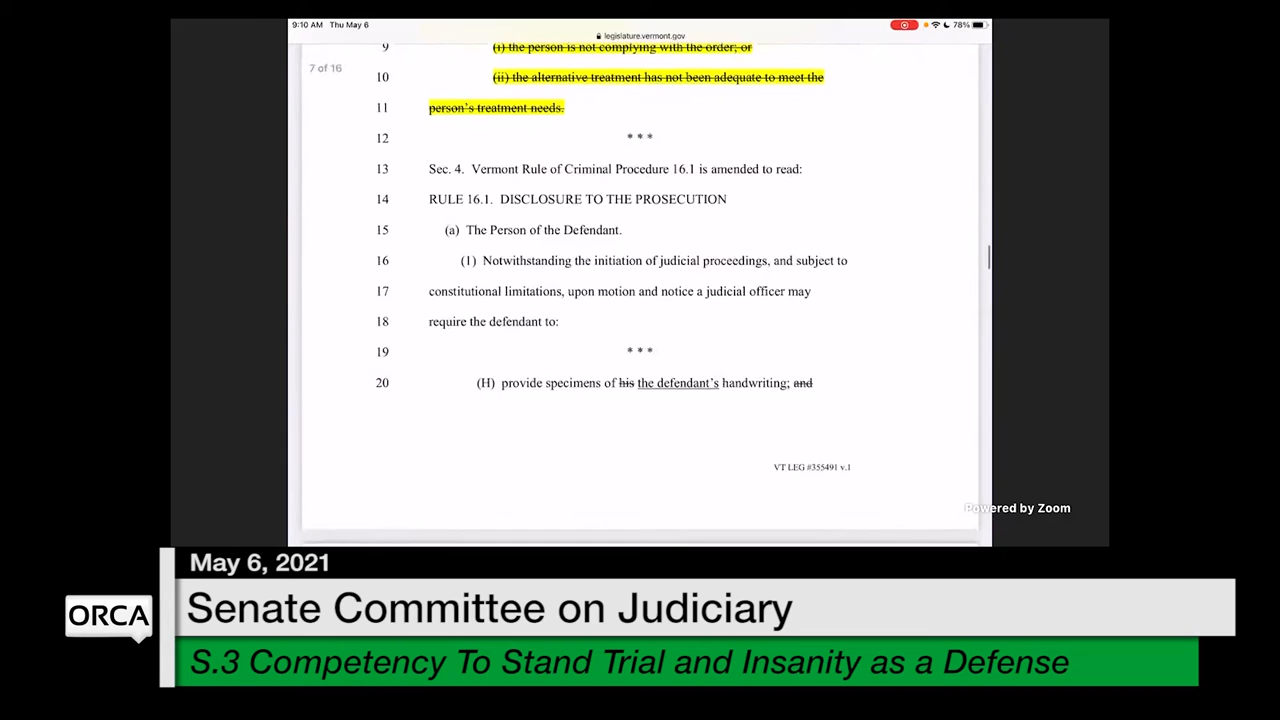 9:10 AM Thu May 6
78%
legislature.vermont.gov
9 (i) the person is not complying with the order; or
7 of 16
10 (ii) the alternative treatment has not been adequate to meet the
11 person's treatment needs.
12 * * *
13 Sec. 4. Vermont Rule of Criminal Procedure 16.1 is amended to read:
14 RULE 16.1. DISCLOSURE TO THE PROSECUTION
15 (a) The Person of the Defendant.
16 (1) Notwithstanding the initiation of judicial proceedings, and subject to
17 constitutional limitations, upon motion and notice a judicial officer may
18 require the defendant to:
19 * * *
20 (H) provide specimens of his the defendant's handwriting; and
VT LEG #355491 v.1
Powered by Zoom
May 6, 2021
ORCA
Senate Committee on Judiciary
S.3 Competency To Stand Trial and Insanity as a Defense